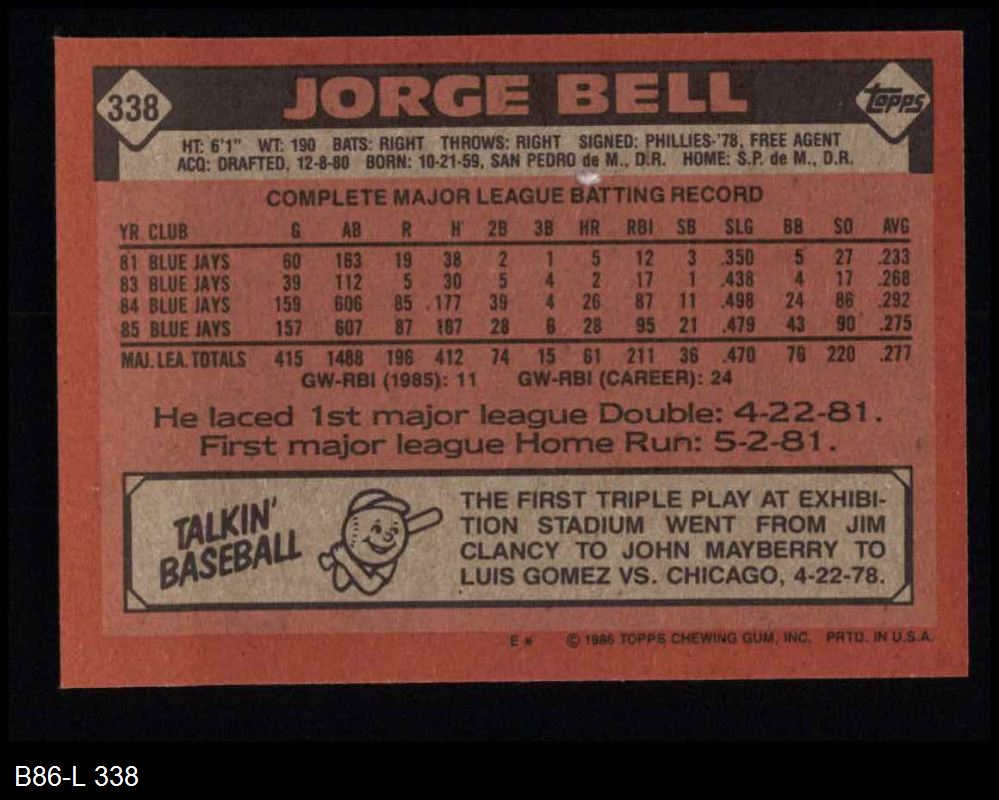 338 JORGE BELL Topps
HT: 6'1" WT: 190 BATS: RIGHT THROWS: RIGHT SIGNED: PHILLIES-'78, FREE AGENT
ACQ: DRAFTED, 12-8-80 BORN: 10-21-59, SAN PEDRO de M., D.R. HOME: S.P. de M., D.R.
COMPLETE MAJOR LEAGUE BATTING RECORD
YR CLUB G AB R H 2B 3B HR RBI SB SLG BB SO AVG
81 BLUE JAYS 60 163 19 38 2 1 5 12 3 .350 5 27 .233
83 BLUE JAYS 39 112 5 30 5 4 2 17 1 .438 4 17 .268
84 BLUE JAYS 159 606 85 177 39 4 26 87 11 .498 24 86 .292
85 BLUE JAYS 157 607 87 167 28 6 28 95 21 .479 43 90 .275
MAJ. LEA. TOTALS 415 1488 196 412 74 15 61 211 36 .470 76 220 .277
GW-RBI (1985): 11 GW-RBI (CAREER): 24
He laced 1st major league Double: 4-22-81.
First major league Home Run: 5-2-81.
TALKIN'
BASEBALL
THE FIRST TRIPLE PLAY AT EXHIBI-
TION STADIUM WENT FROM JIM
CLANCY TO JOHN MAYBERRY TO
LUIS GOMEZ VS. CHICAGO, 4-22-78.
E * © 1986 TOPPS CHEWING GUM, INC. PRTD. IN U.S.A.
B86-L 338